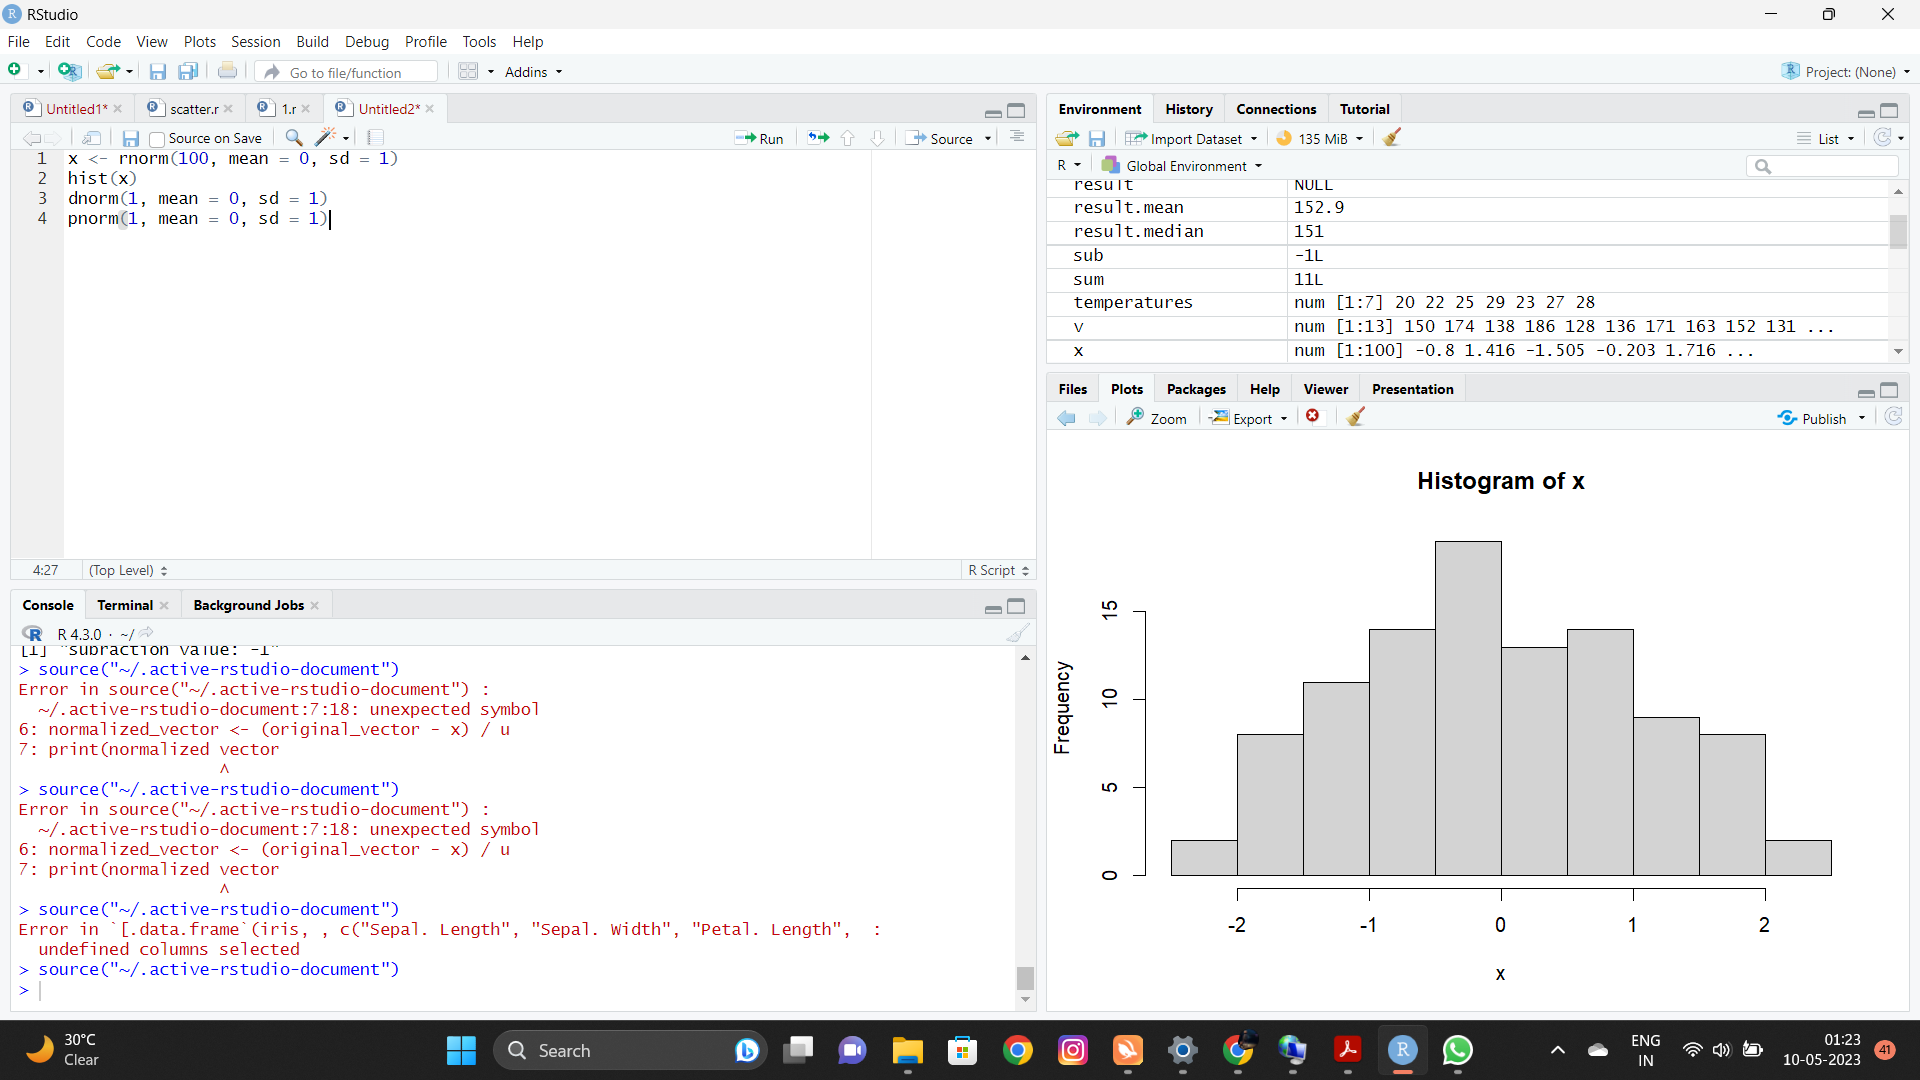 RStudio
File Edit Code View Plots Session Build Debug Profile Tools Help
Go to file/function Addins Project: (None)
Untitled1* scatter.r 1.r Untitled2*
Source on Save Run Source
1 x <- rnorm(100, mean = 0, sd = 1)
2 hist(x)
3 dnorm(1, mean = 0, sd = 1)
4 pnorm(1, mean = 0, sd = 1)
4:27 (Top Level) R Script
Console Terminal Background Jobs
R 4.3.0 · ~/
[1] "subraction value: -1"
> source("~/.active-rstudio-document")
Error in source("~/.active-rstudio-document") :
~/.active-rstudio-document:7:18: unexpected symbol
6: normalized_vector <- (original_vector - x) / u
7: print(normalized vector
^
> source("~/.active-rstudio-document")
Error in source("~/.active-rstudio-document") :
~/.active-rstudio-document:7:18: unexpected symbol
6: normalized_vector <- (original_vector - x) / u
7: print(normalized vector
^
> source("~/.active-rstudio-document")
Error in `[.data.frame`(iris, , c("Sepal. Length", "Sepal. Width", "Petal. Length", :
undefined columns selected
> source("~/.active-rstudio-document")
>
Environment History Connections Tutorial
Import Dataset 135 MiB List
R Global Environment
result NULL
result.mean 152.9
result.median 151
sub -1L
sum 11L
temperatures num [1:7] 20 22 25 29 23 27 28
v num [1:13] 150 174 138 186 128 136 171 163 152 131 ...
x num [1:100] -0.8 1.416 -1.505 -0.203 1.716 ...
Files Plots Packages Help Viewer Presentation
Zoom Export Publish
Histogram of x
Frequency
15
10
5
0
-2 -1 0 1 2
x
30°C
Clear
Search
ENG
IN
01:23
10-05-2023
41